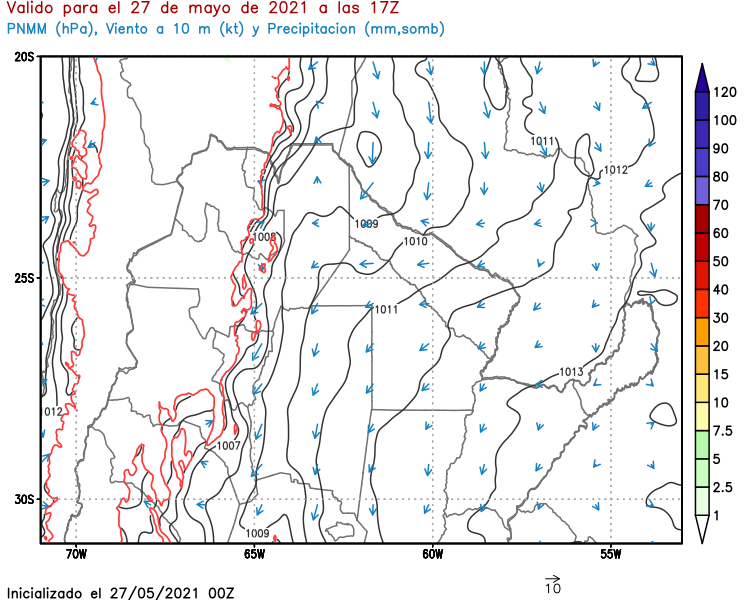 Valido para el 27 de mayo de 2021 a las 17Z
PNMM (hPa), Viento a 10 m (kt) y Precipitacion (mm,somb)
20S
25S
30S
70W
65W
60W
55W
1011
1012
1009
1008
1010
1011
1013
1012
1007
1009
120
100
90
80
70
60
50
40
30
20
15
10
7.5
5
2.5
1
Inicializado el 27/05/2021 00Z
10